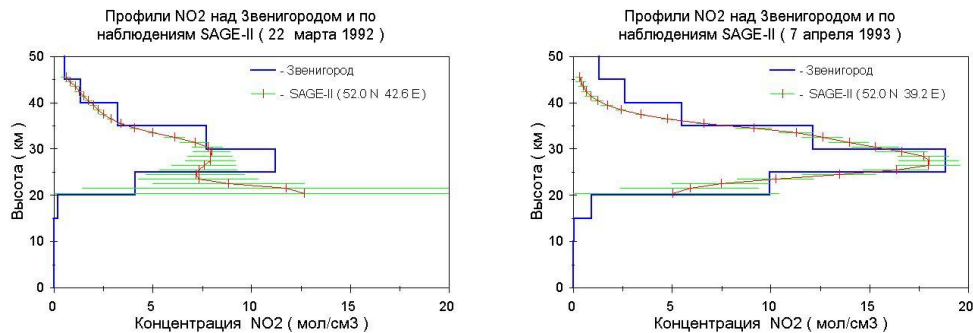 Профили NO2 над Звенигородом и по
наблюдениям SAGE-II ( 22 марта 1992 )
50
40
30
20
10
0
Высота ( км )
- Звенигород
- SAGE-II ( 52.0 N 42.6 E )
0 5 10 15 20
Концентрация NO2 ( мол/см3 )
Профили NO2 над Звенигородом и по
наблюдениям SAGE-II ( 7 апреля 1993 )
50
40
30
20
10
0
Высота ( км )
- Звенигород
- SAGE-II ( 52.0 N 39.2 E )
0 5 10 15 20
Концентрация NO2 ( мол/см3 )